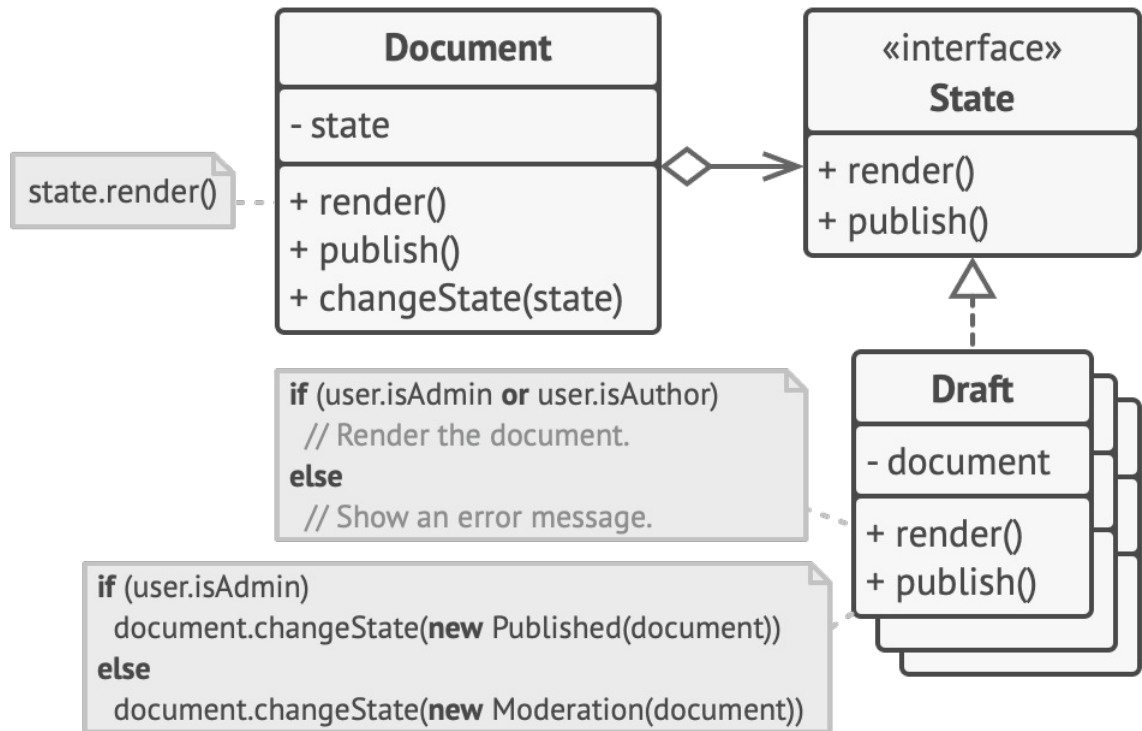 Document
- state
+ render()
+ publish()
+ changeState(state)
state.render()
«interface»
State
+ render()
+ publish()
Draft
- document
+ render()
+ publish()
if (user.isAdmin or user.isAuthor)
// Render the document.
else
// Show an error message.
if (user.isAdmin)
document.changeState(new Published(document))
else
document.changeState(new Moderation(document))